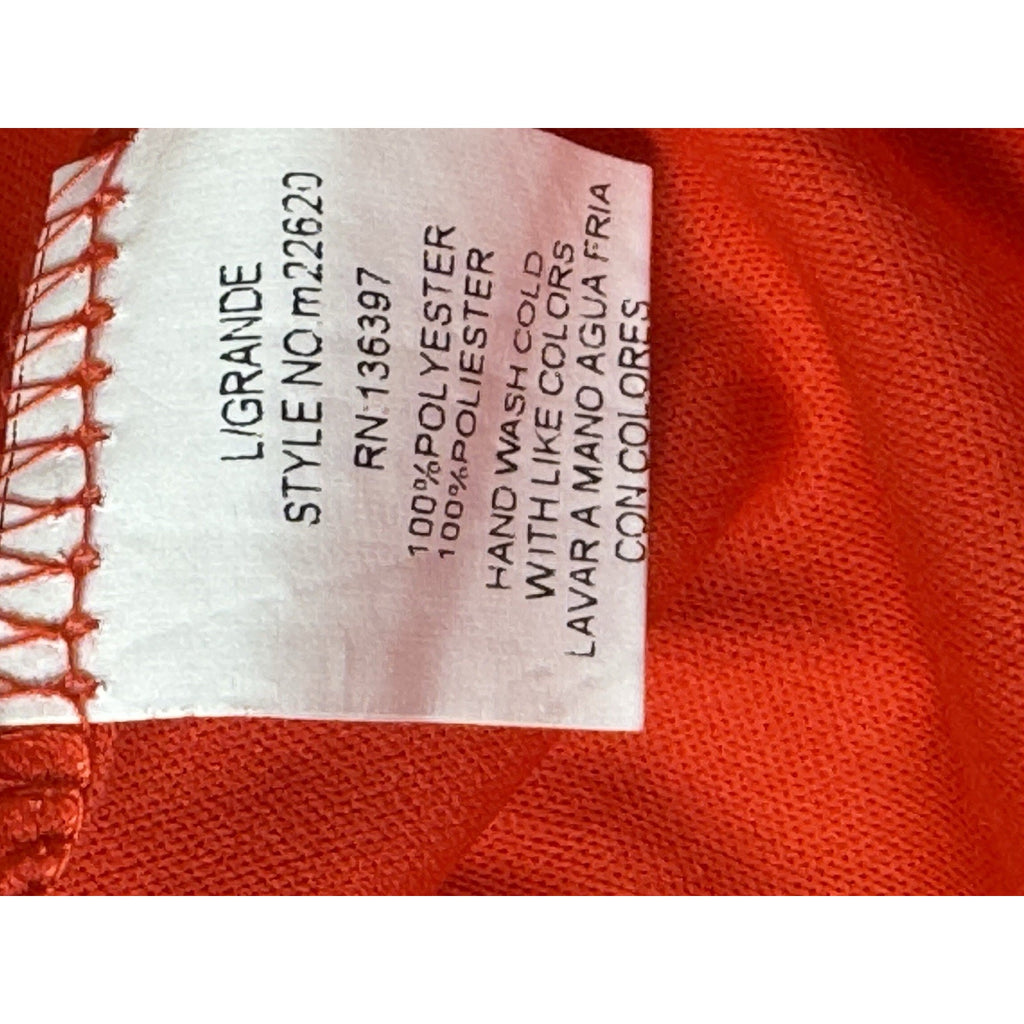 LIGRANDE
STYLE NO.m22620
RN:136397
100%POLYESTER
100%POLIESTER
HAND WASH COLD
WITH LIKE COLORS
LAVAR A MANO AGUA FRIA
CON COLORES